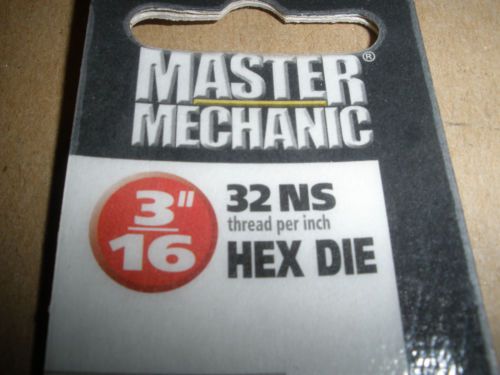 MASTER
MECHANIC®
3"
16
32 NS
thread per inch
HEX DIE